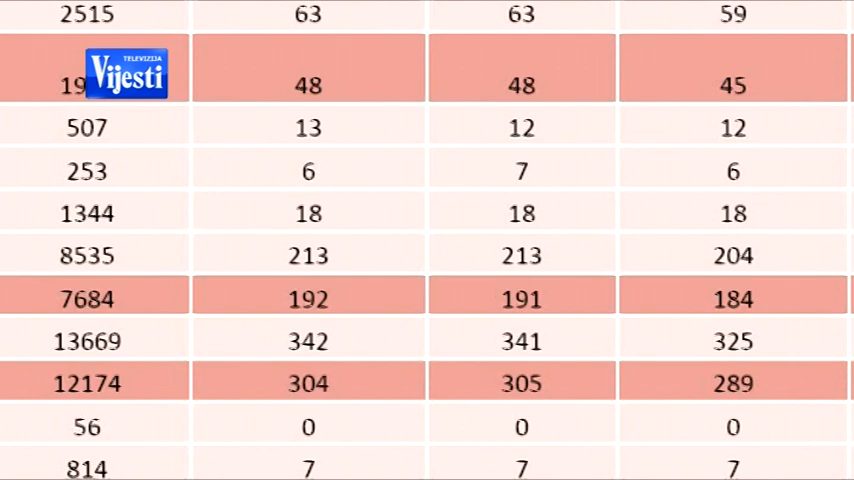 2515 63 63 59
TELEVIZIJA
Vijesti
48 48 45
507 13 12 12
253 6 7 6
1344 18 18 18
8535 213 213 204
7684 192 191 184
13669 342 341 325
12174 304 305 289
56 0 0 0
814 7 7 7